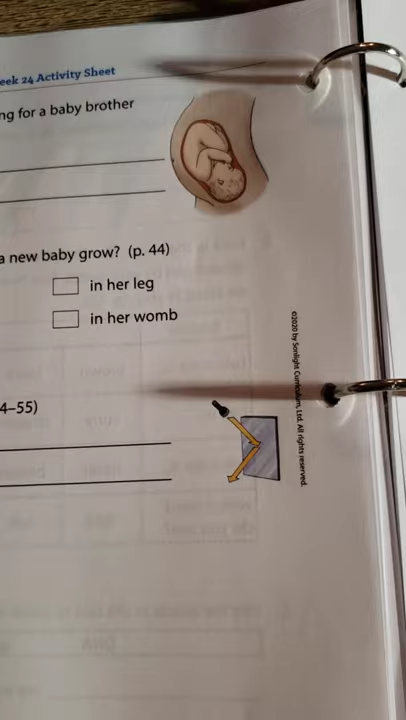 eek 24 Activity Sheet
ng for a baby brother
a new baby grow? (p. 44)
in her leg
in her womb
4–55)
©2020 by Sonlight Curriculum, Ltd. All rights reserved.